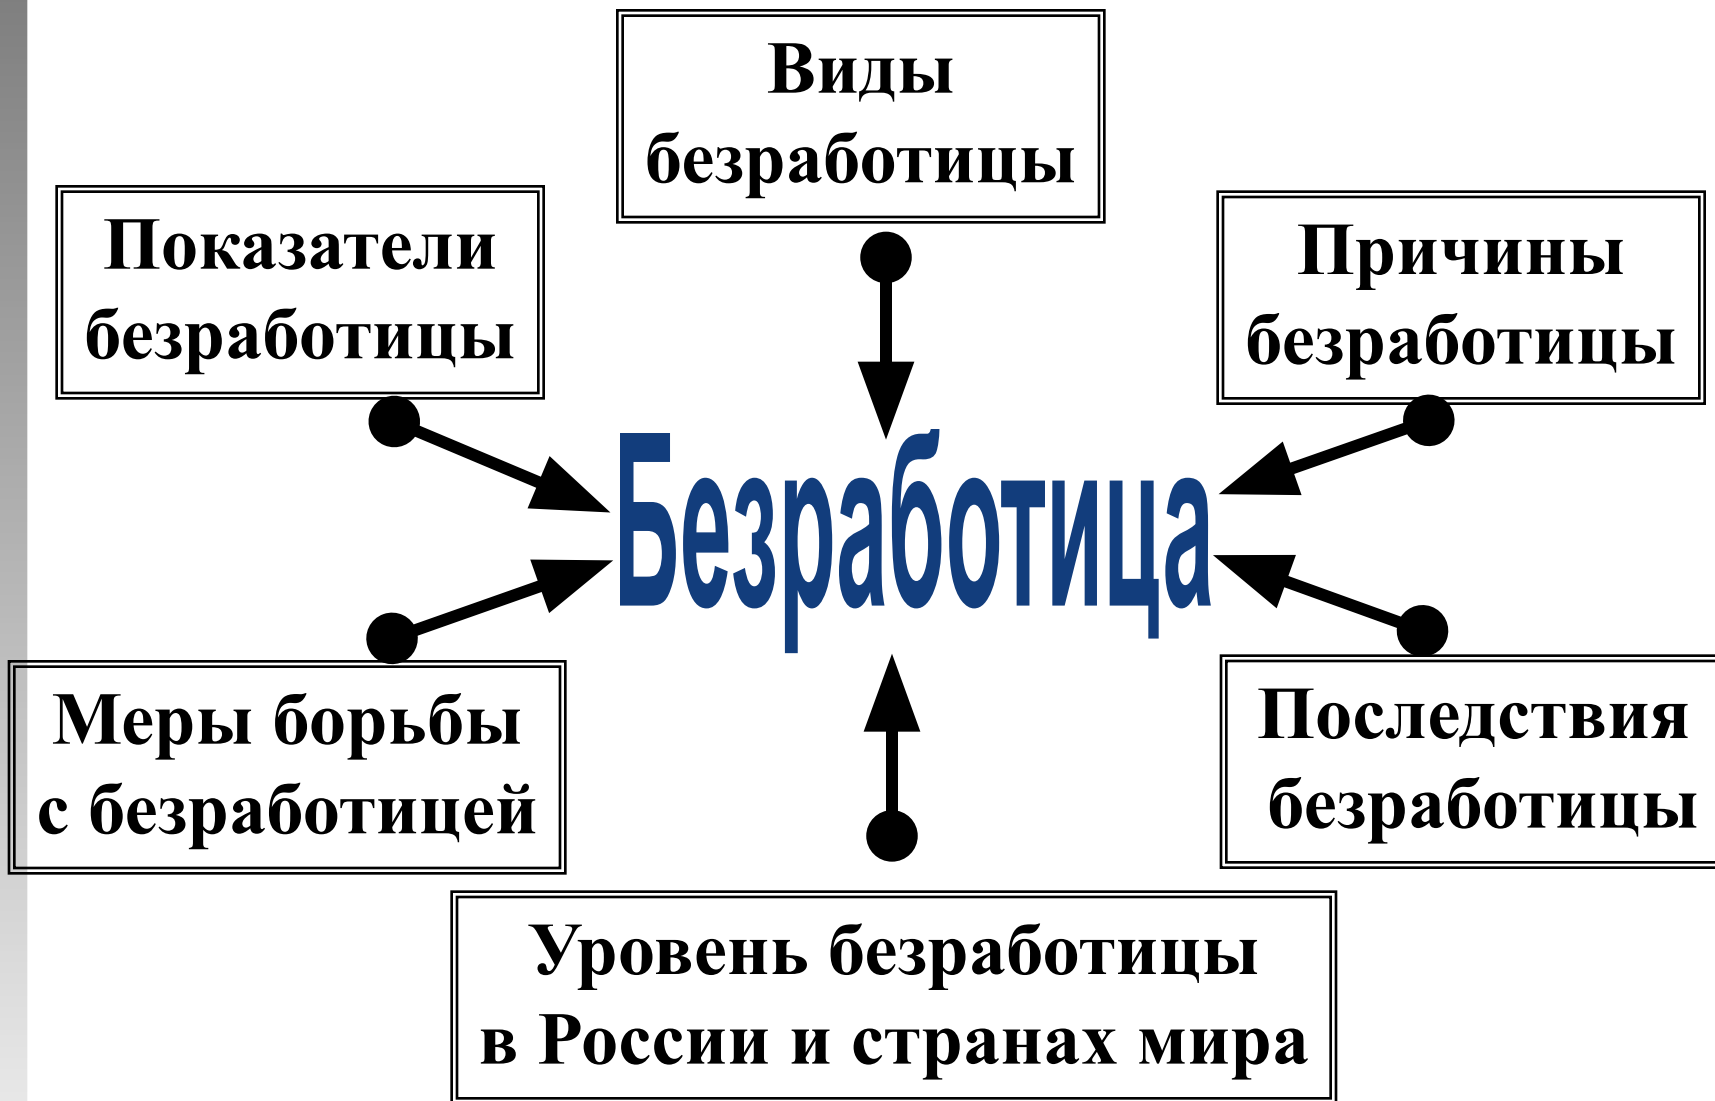 Виды
безработицы
Показатели
безработицы
Причины
безработицы
Безработица
Меры борьбы
с безработицей
Последствия
безработицы
Уровень безработицы
в России и странах мира